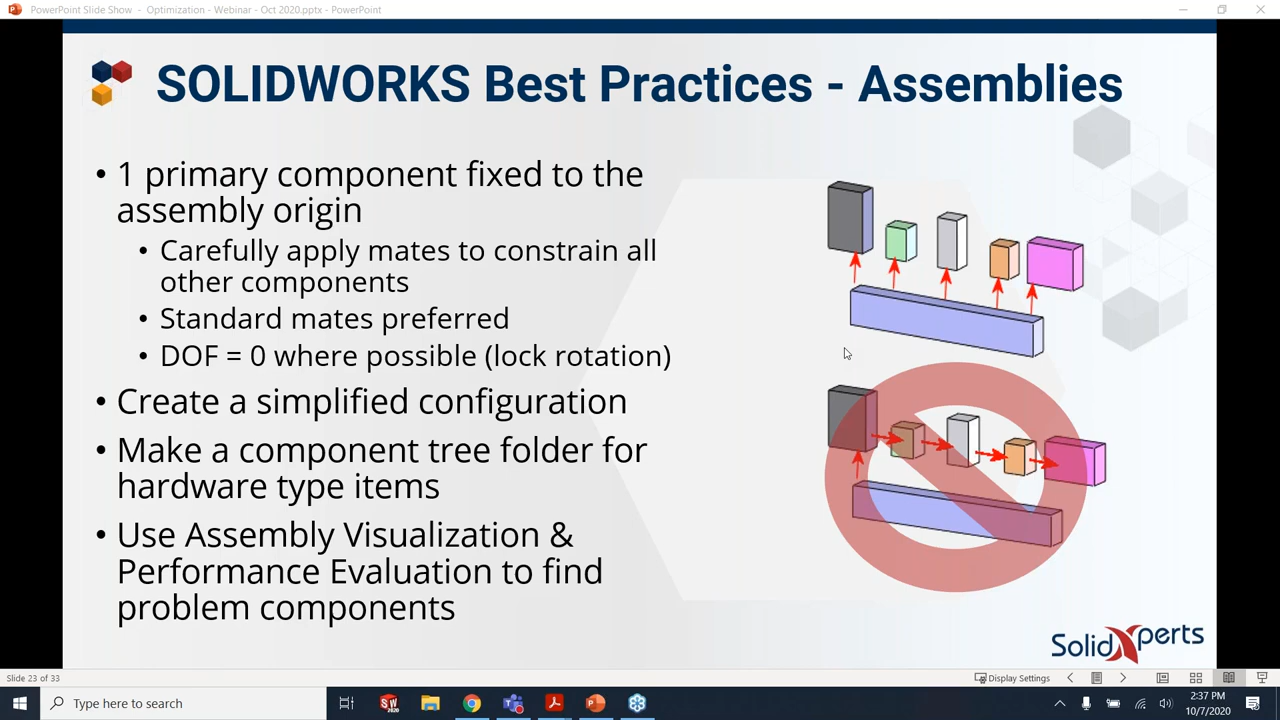 PowerPoint Slide Show - Optimization - Webinar - Oct 2020.pptx - PowerPoint
SOLIDWORKS Best Practices - Assemblies
• 1 primary component fixed to the
assembly origin
• Carefully apply mates to constrain all
other components
• Standard mates preferred
• DOF = 0 where possible (lock rotation)
• Create a simplified configuration
• Make a component tree folder for
hardware type items
• Use Assembly Visualization &
Performance Evaluation to find
problem components
SolidXperts
Slide 23 of 33
Display Settings
Type here to search
SW
2020
2:37 PM
10/7/2020